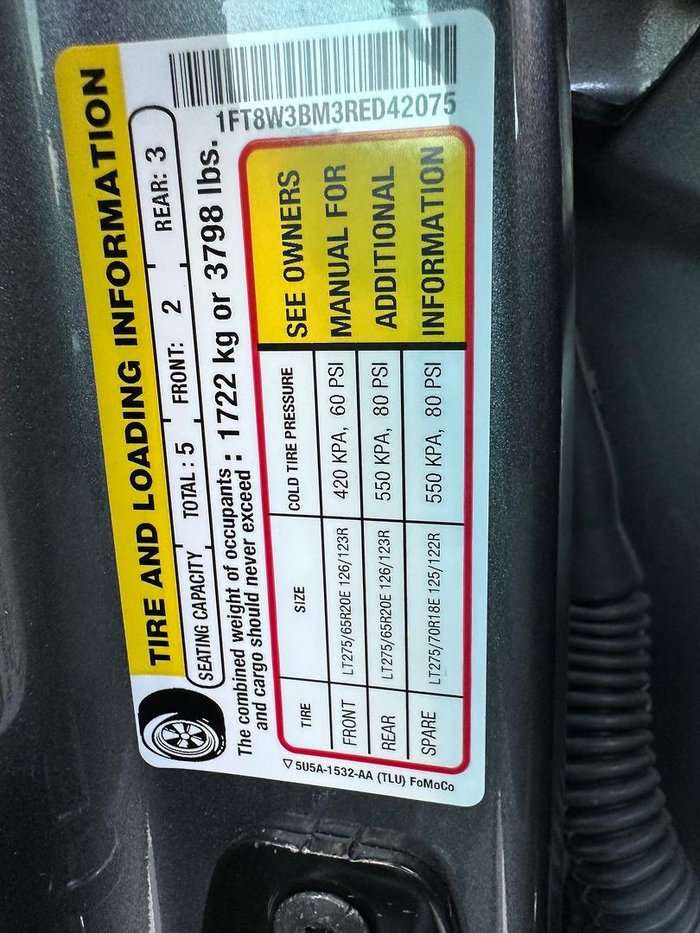 1FT8W3BM3RED42075
TIRE AND LOADING INFORMATION
SEATING CAPACITY TOTAL : 5 FRONT: 2 REAR: 3
The combined weight of occupants
and cargo should never exceed : 1722 kg or 3798 lbs.
TIRE SIZE COLD TIRE PRESSURE
FRONT LT275/65R20E 126/123R 420 KPA, 60 PSI
REAR LT275/65R20E 126/123R 550 KPA, 80 PSI
SPARE LT275/70R18E 125/122R 550 KPA, 80 PSI
SEE OWNERS
MANUAL FOR
ADDITIONAL
INFORMATION
▽ 5U5A-1532-AA (TLU) FoMoCo